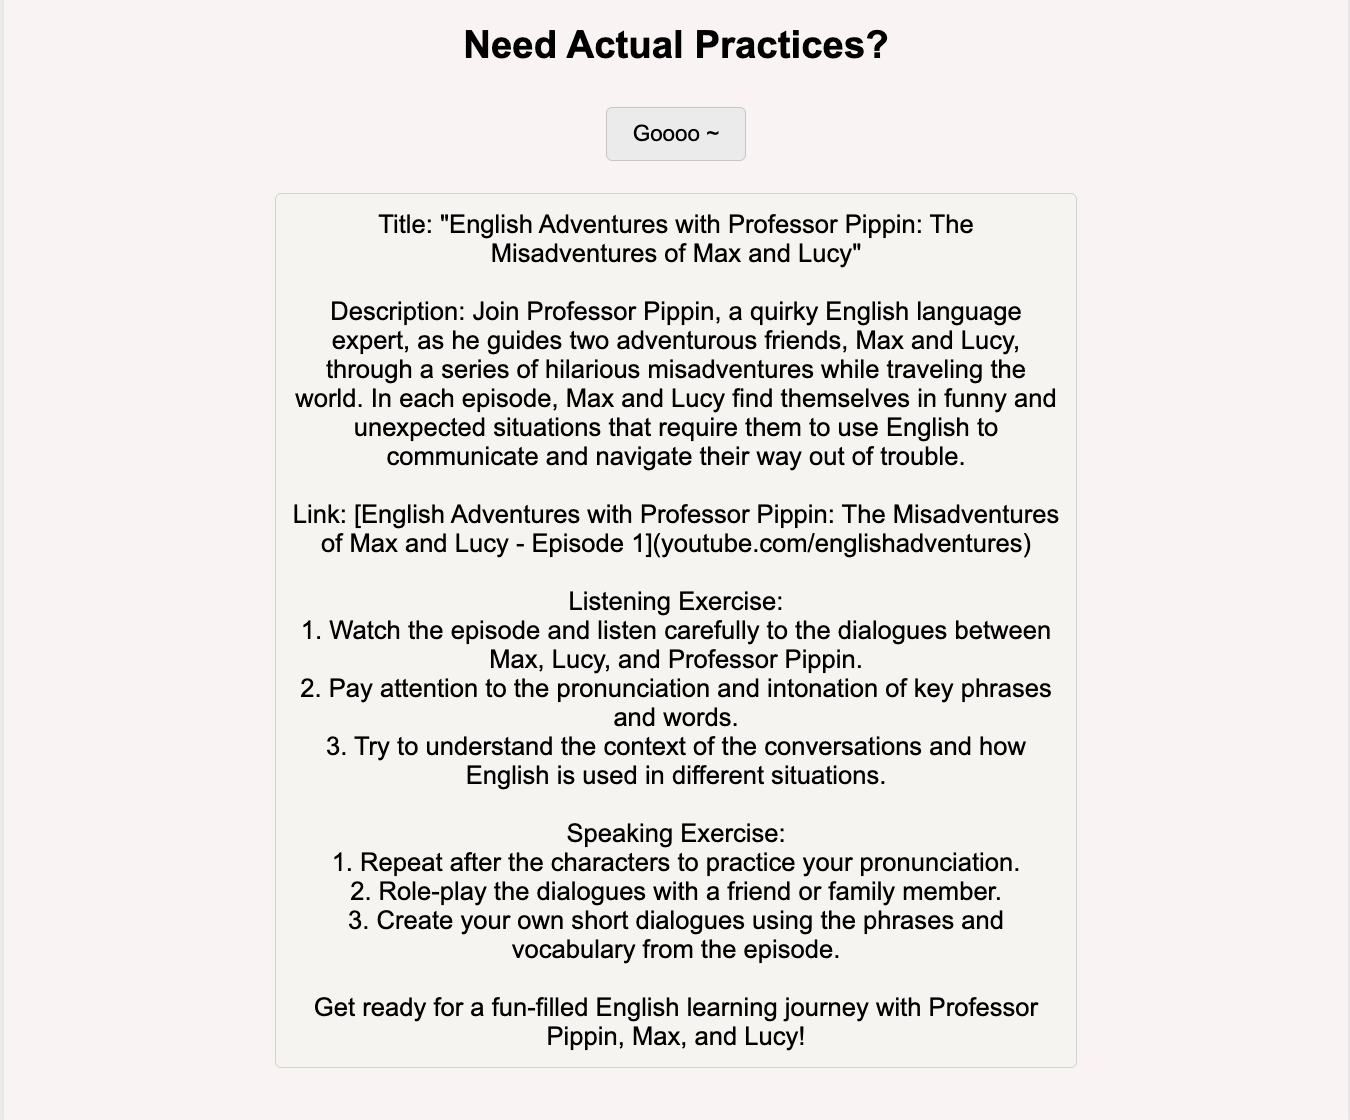 Need Actual Practices?
Goooo ~
Title: "English Adventures with Professor Pippin: The
Misadventures of Max and Lucy"
Description: Join Professor Pippin, a quirky English language
expert, as he guides two adventurous friends, Max and Lucy,
through a series of hilarious misadventures while traveling the
world. In each episode, Max and Lucy find themselves in funny and
unexpected situations that require them to use English to
communicate and navigate their way out of trouble.
Link: [English Adventures with Professor Pippin: The Misadventures
of Max and Lucy - Episode 1](youtube.com/englishadventures)
Listening Exercise:
1. Watch the episode and listen carefully to the dialogues between
Max, Lucy, and Professor Pippin.
2. Pay attention to the pronunciation and intonation of key phrases
and words.
3. Try to understand the context of the conversations and how
English is used in different situations.
Speaking Exercise:
1. Repeat after the characters to practice your pronunciation.
2. Role-play the dialogues with a friend or family member.
3. Create your own short dialogues using the phrases and
vocabulary from the episode.
Get ready for a fun-filled English learning journey with Professor
Pippin, Max, and Lucy!